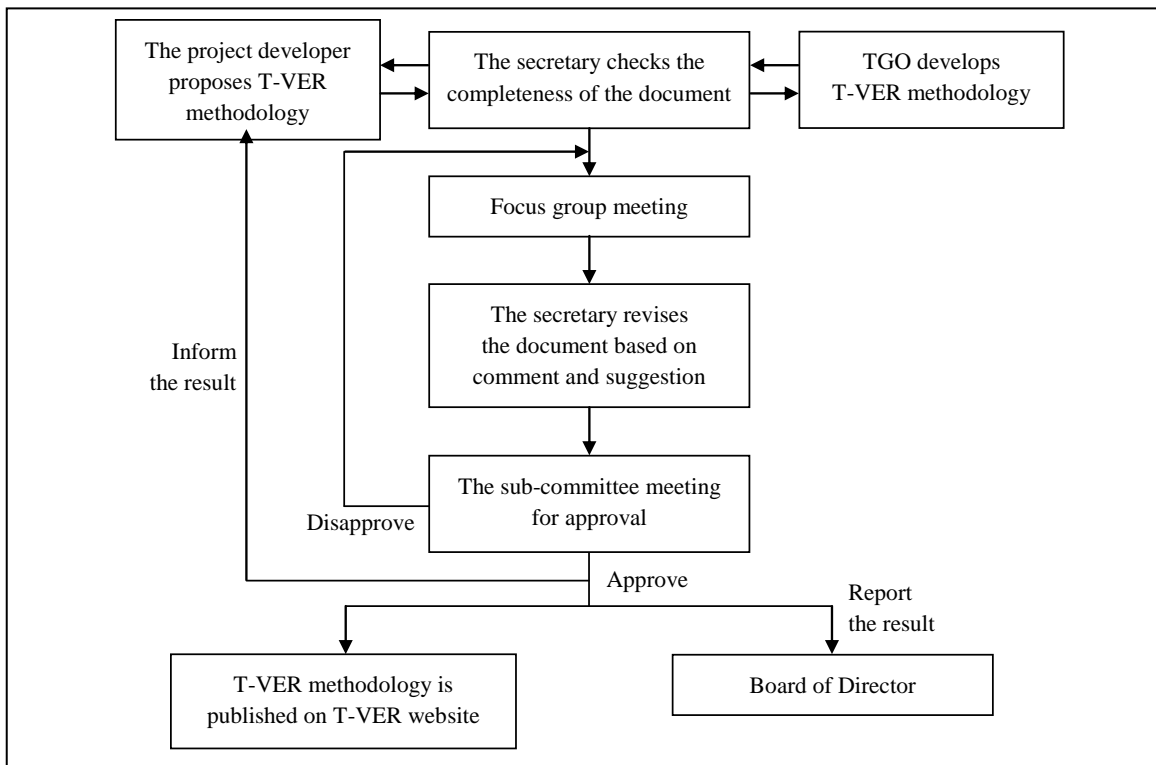 The project developer
proposes T-VER
methodology
The secretary checks the
completeness of the document
TGO develops
T-VER methodology
Focus group meeting
The secretary revises
the document based on
comment and suggestion
Inform
the result
The sub-committee meeting
for approval
Disapprove
Approve
Report
the result
T-VER methodology is
published on T-VER website
Board of Director